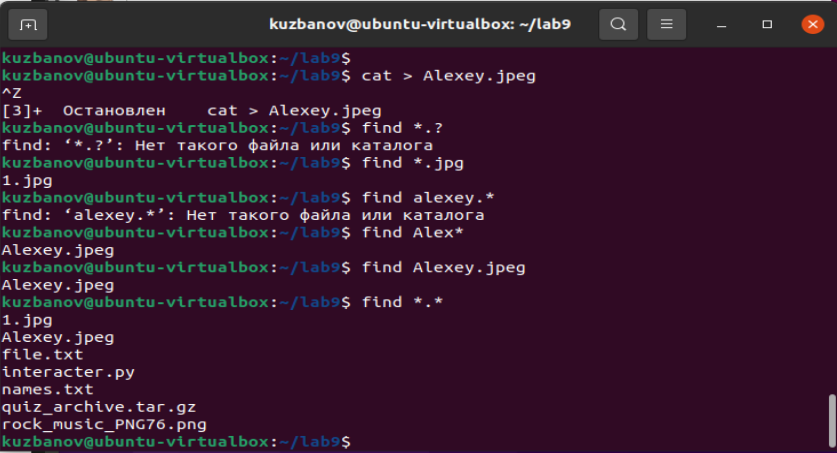 kuzbanov@ubuntu-virtualbox: ~/lab9
kuzbanov@ubuntu-virtualbox:~/lab9$
kuzbanov@ubuntu-virtualbox:~/lab9$ cat > Alexey.jpeg
^Z
[3]+  Остановлен    cat > Alexey.jpeg
kuzbanov@ubuntu-virtualbox:~/lab9$ find *.?
find: ‘*.?’: Нет такого файла или каталога
kuzbanov@ubuntu-virtualbox:~/lab9$ find *.jpg
1.jpg
kuzbanov@ubuntu-virtualbox:~/lab9$ find alexey.*
find: ‘alexey.*’: Нет такого файла или каталога
kuzbanov@ubuntu-virtualbox:~/lab9$ find Alex*
Alexey.jpeg
kuzbanov@ubuntu-virtualbox:~/lab9$ find Alexey.jpeg
Alexey.jpeg
kuzbanov@ubuntu-virtualbox:~/lab9$ find *.*
1.jpg
Alexey.jpeg
file.txt
interacter.py
names.txt
quiz_archive.tar.gz
rock_music_PNG76.png
kuzbanov@ubuntu-virtualbox:~/lab9$